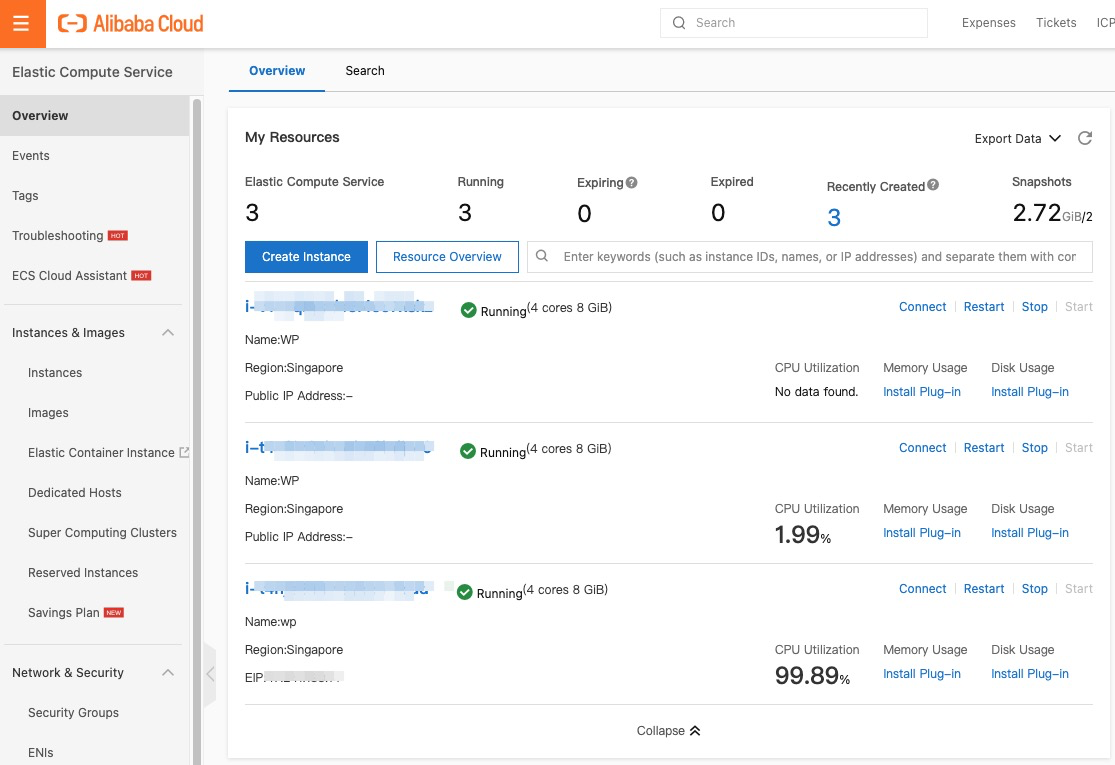 Alibaba Cloud
Search
Expenses
Tickets
ICP
Elastic Compute Service
Overview
Events
Tags
Troubleshooting HOT
ECS Cloud Assistant HOT
Instances & Images
Instances
Images
Elastic Container Instance
Dedicated Hosts
Super Computing Clusters
Reserved Instances
Savings Plan NEW
Network & Security
Security Groups
ENIs
Overview
Search
My Resources
Export Data
Elastic Compute Service
3
Running
3
Expiring
0
Expired
0
Recently Created
3
Snapshots
2.72GiB/2
Create Instance
Resource Overview
Enter keywords (such as instance IDs, names, or IP addresses) and separate them with con
Running(4 cores 8 GiB)
Connect
Restart
Stop
Start
Name:WP
Region:Singapore
Public IP Address:–
CPU Utilization
No data found.
Memory Usage
Install Plug–in
Disk Usage
Install Plug–in
Running(4 cores 8 GiB)
Connect
Restart
Stop
Start
Name:WP
Region:Singapore
Public IP Address:–
CPU Utilization
1.99%
Memory Usage
Install Plug–in
Disk Usage
Install Plug–in
Running(4 cores 8 GiB)
Connect
Restart
Stop
Start
Name:wp
Region:Singapore
EIP:
CPU Utilization
99.89%
Memory Usage
Install Plug–in
Disk Usage
Install Plug–in
Collapse